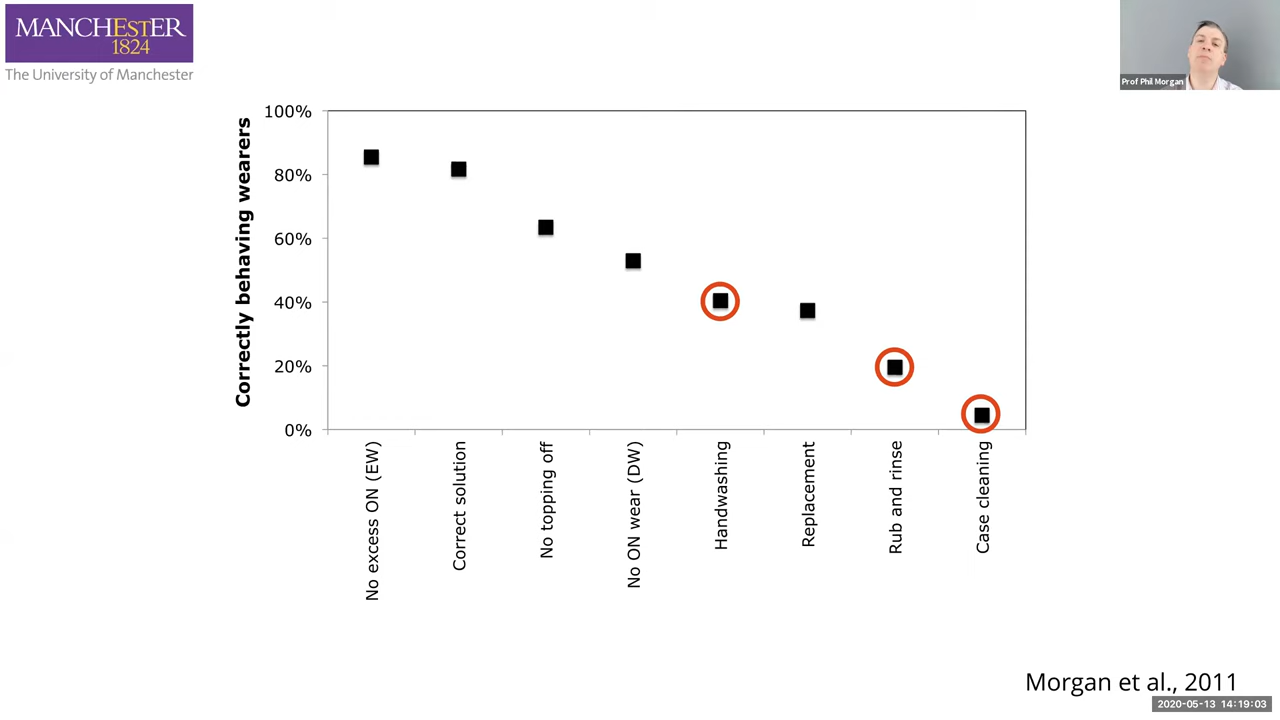 MANCHESTER
1824
The University of Manchester
Prof Phil Morgan
Correctly behaving wearers
100%
80%
60%
40%
20%
0%
No excess ON (EW)
Correct solution
No topping off
No ON wear (DW)
Handwashing
Replacement
Rub and rinse
Case cleaning
Morgan et al., 2011
2020-05-13 14:19:03